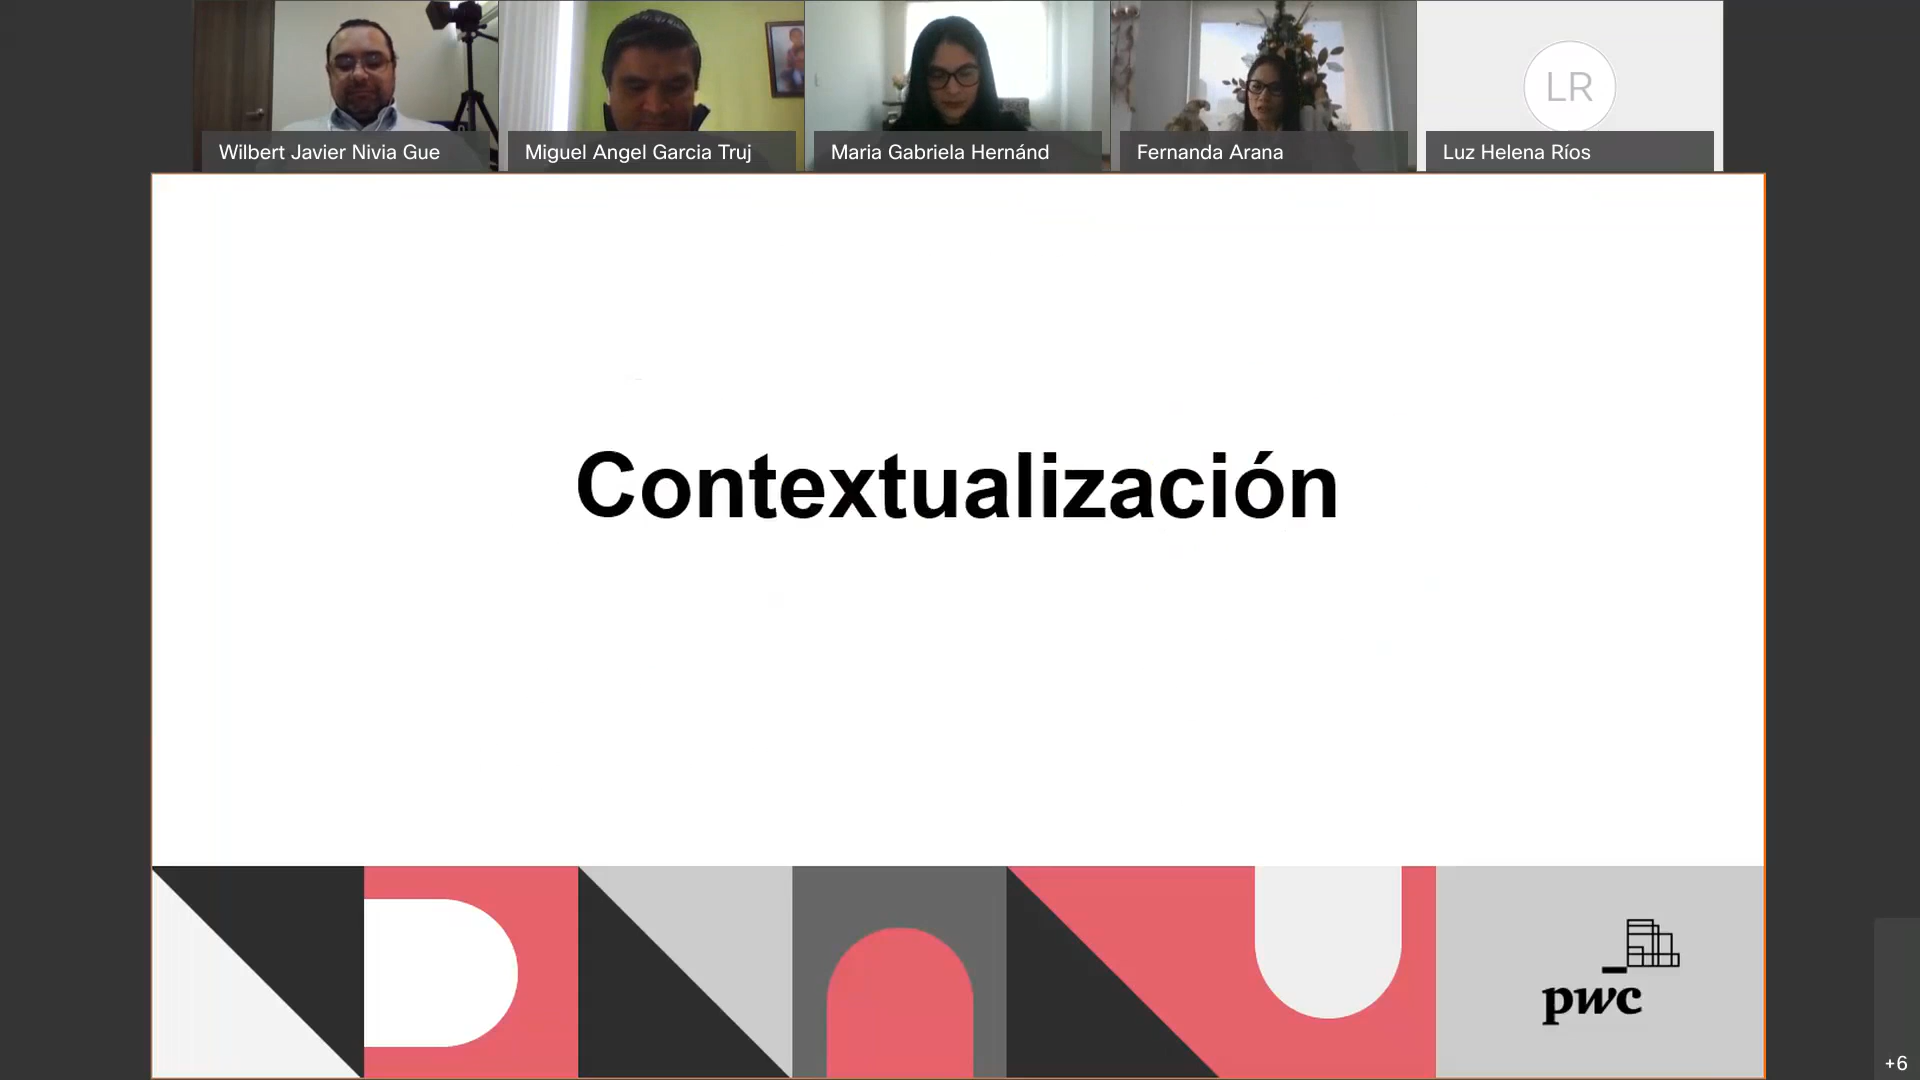 Wilbert Javier Nivia Gue
Miguel Angel Garcia Truj
Maria Gabriela Hernánd
Fernanda Arana
LR
Luz Helena Ríos
Contextualización
pwc
+6